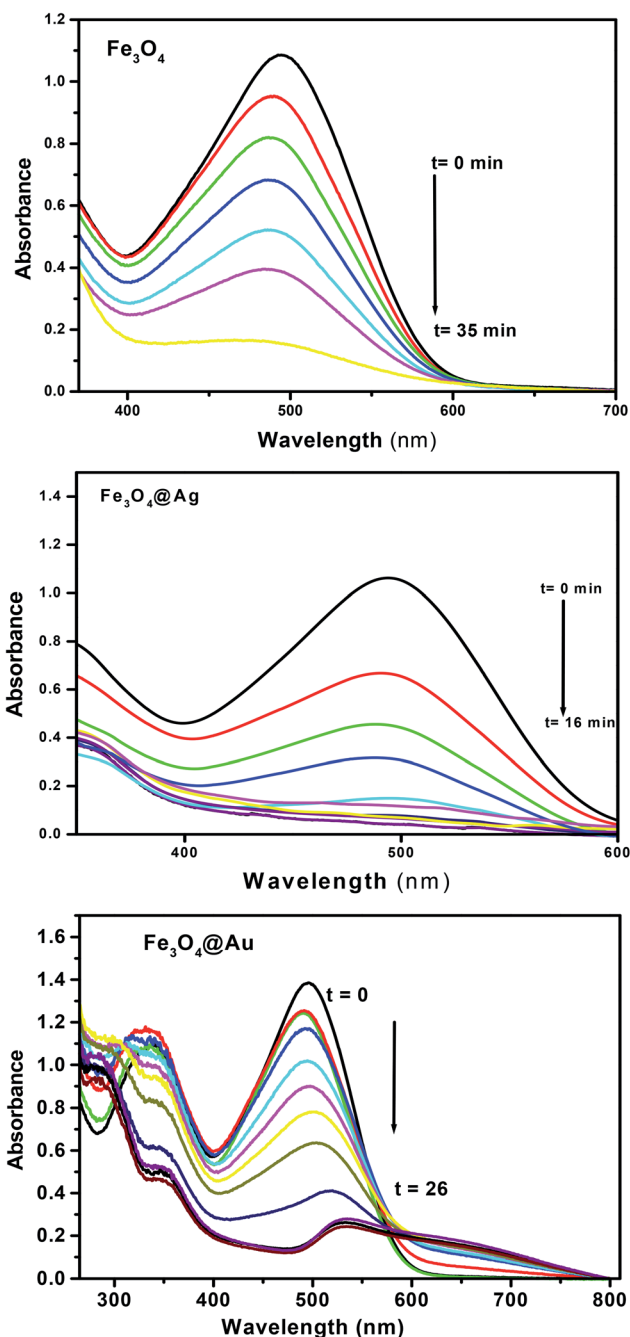 Fe₃O₄
t= 0 min
t= 35 min
1.2
1.0
0.8
0.6
0.4
0.2
0.0
Absorbance
400
500
600
700
Wavelength (nm)
Fe₃O₄@Ag
t= 0 min
t= 16 min
1.4
1.2
1.0
0.8
0.6
0.4
0.2
0.0
Absorbance
400
500
600
Wavelength (nm)
Fe₃O₄@Au
t = 0
t = 26
1.6
1.4
1.2
1.0
0.8
0.6
0.4
0.2
0.0
Absorbance
300
400
500
600
700
800
Wavelength (nm)